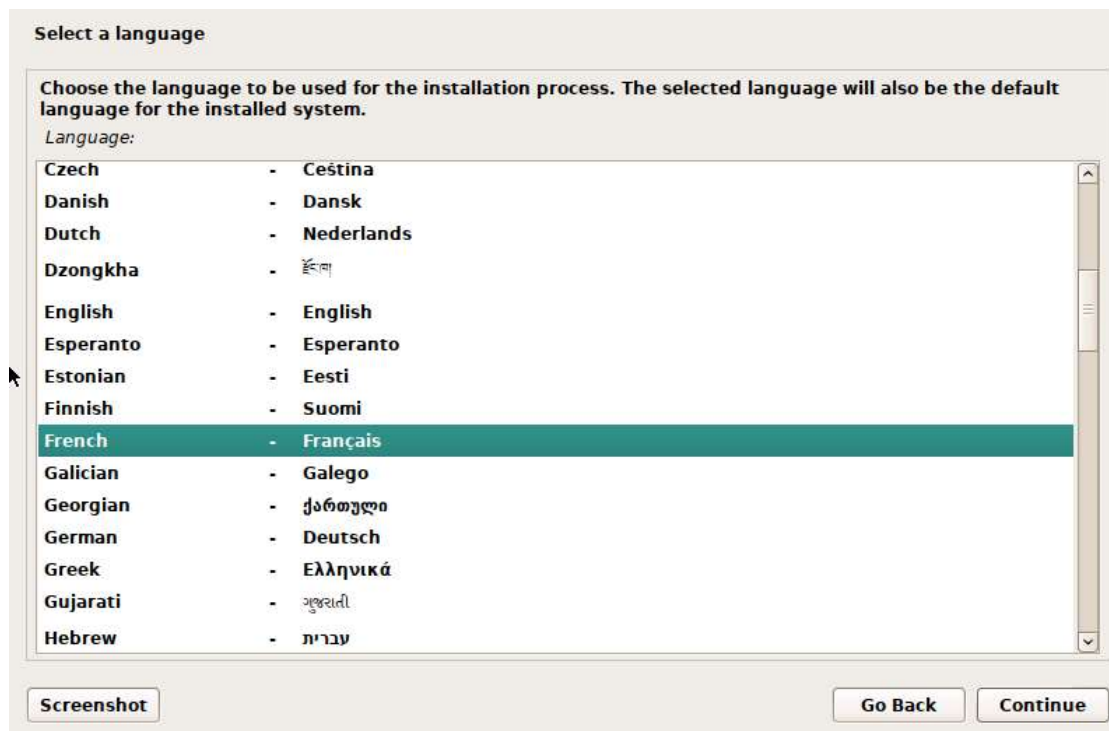 Select a language
Choose the language to be used for the installation process. The selected language will also be the default
language for the installed system.
Language:
Czech - Čeština
Danish - Dansk
Dutch - Nederlands
Dzongkha - རྫོང་ཁ།
English - English
Esperanto - Esperanto
Estonian - Eesti
Finnish - Suomi
French - Français
Galician - Galego
Georgian - ქართული
German - Deutsch
Greek - Ελληνικά
Gujarati - ગુજરાતી
Hebrew - עברית
Screenshot Go Back Continue